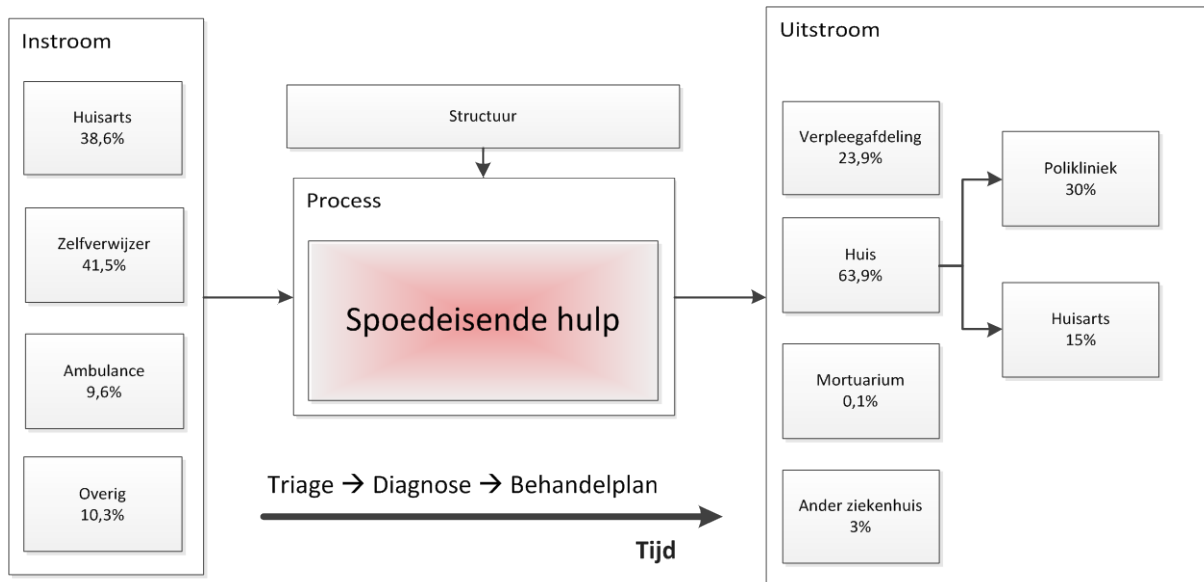 Instroom
Huisarts
38,6%
Zelfverwijzer
41,5%
Ambulance
9,6%
Overig
10,3%
Structuur
Process
Spoedeisende hulp
Triage → Diagnose → Behandelplan
Tijd
Uitstroom
Verpleegafdeling
23,9%
Huis
63,9%
Mortuarium
0,1%
Ander ziekenhuis
3%
Polikliniek
30%
Huisarts
15%